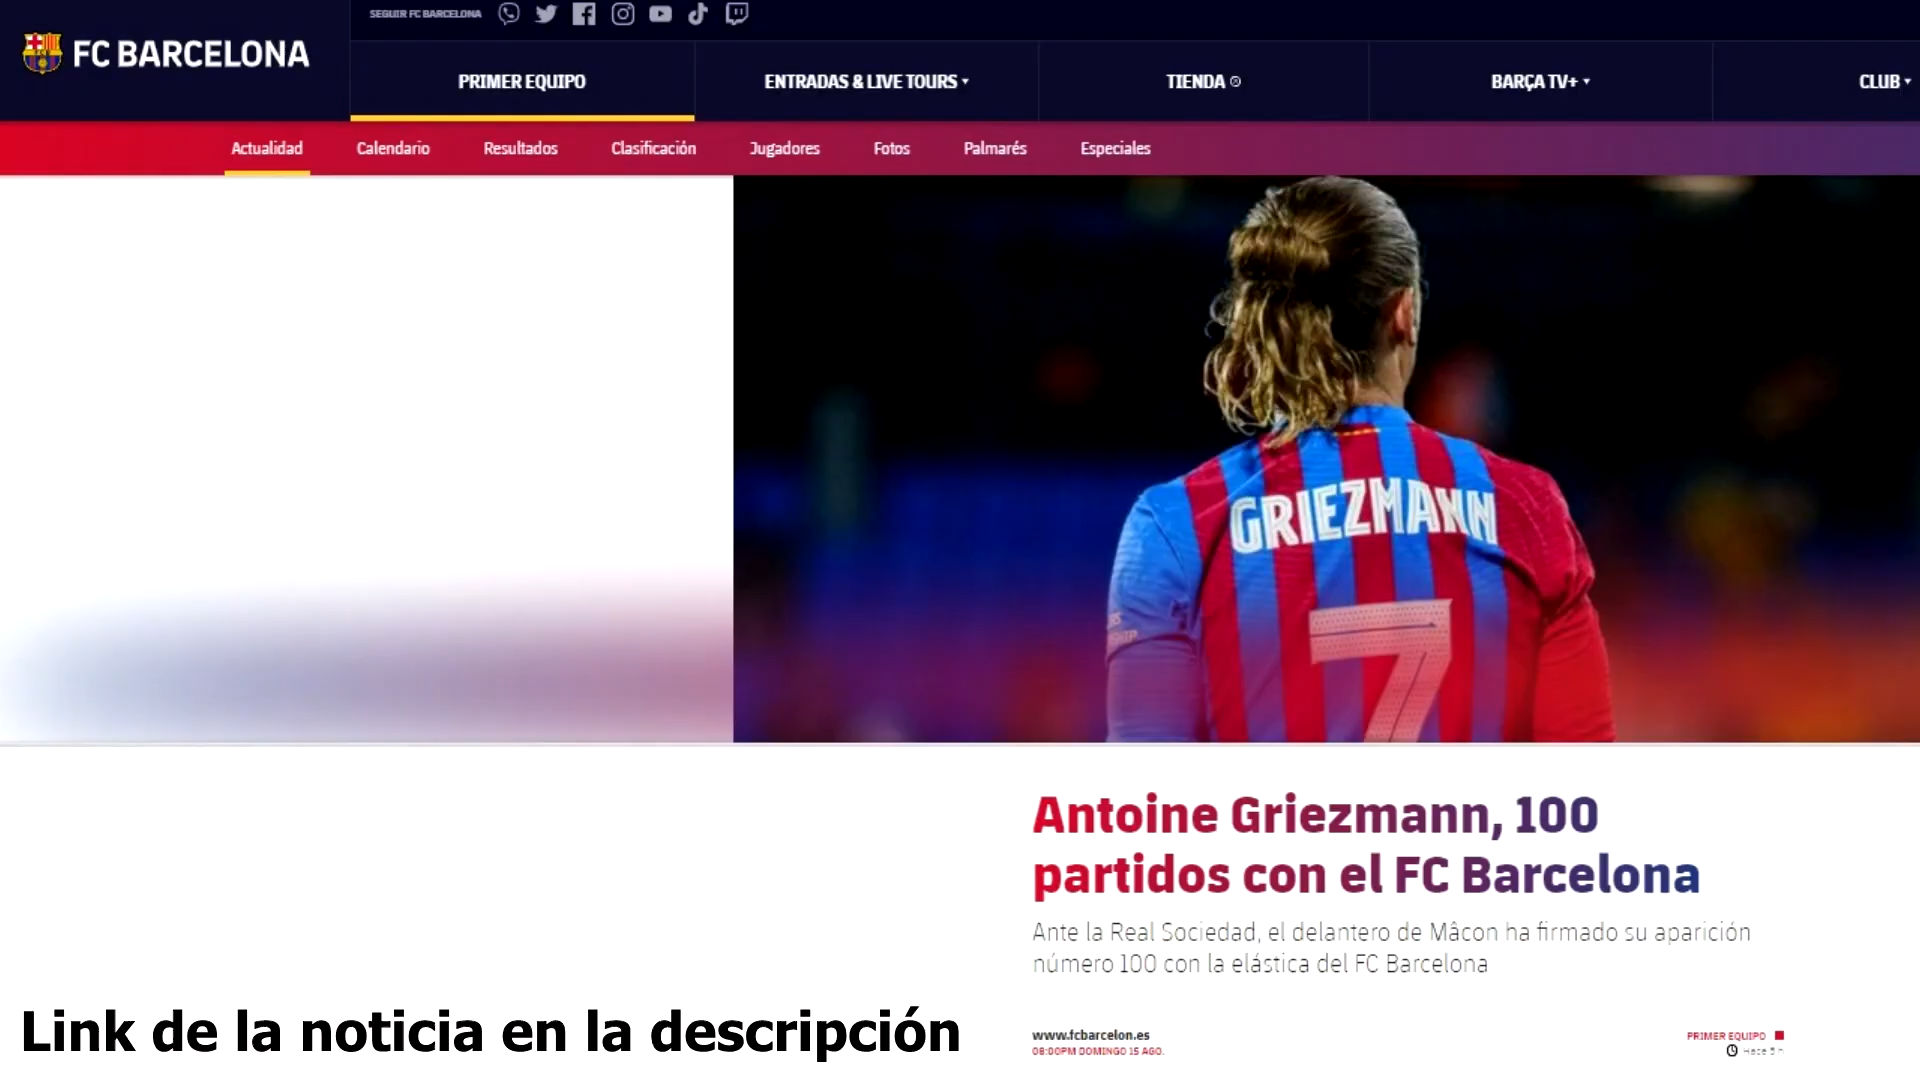 SEGUIR FC BARCELONA
FC BARCELONA
PRIMER EQUIPO
ENTRADAS & LIVE TOURS
TIENDA
BARÇA TV+
CLUB
Actualidad
Calendario
Resultados
Clasificación
Jugadores
Fotos
Palmarés
Especiales
GRIEZMANN
7
Antoine Griezmann, 100
partidos con el FC Barcelona
Ante la Real Sociedad, el delantero de Mâcon ha firmado su aparición
número 100 con la elástica del FC Barcelona
Link de la noticia en la descripción
www.fcbarcelon.es
08:00PM DOMINGO 15 AGO.
PRIMER EQUIPO
Hace 5 h